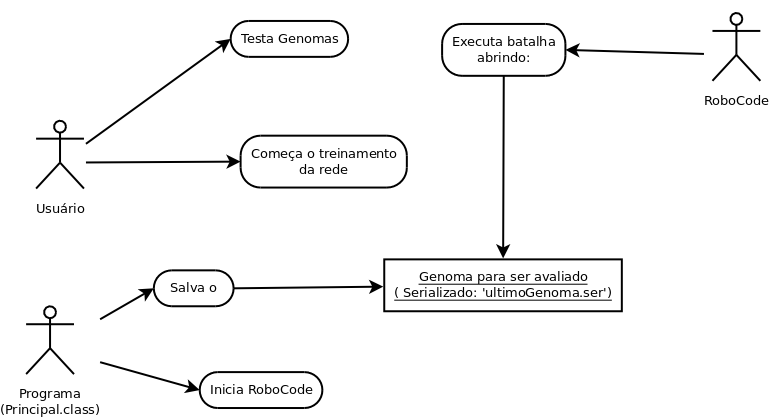 Testa Genomas
Executa batalha
abrindo:
RoboCode
Começa o treinamento
da rede
Usuário
Genoma para ser avaliado
( Serializado: 'ultimoGenoma.ser')
Salva o
Inicia RoboCode
Programa
(Principal.class)